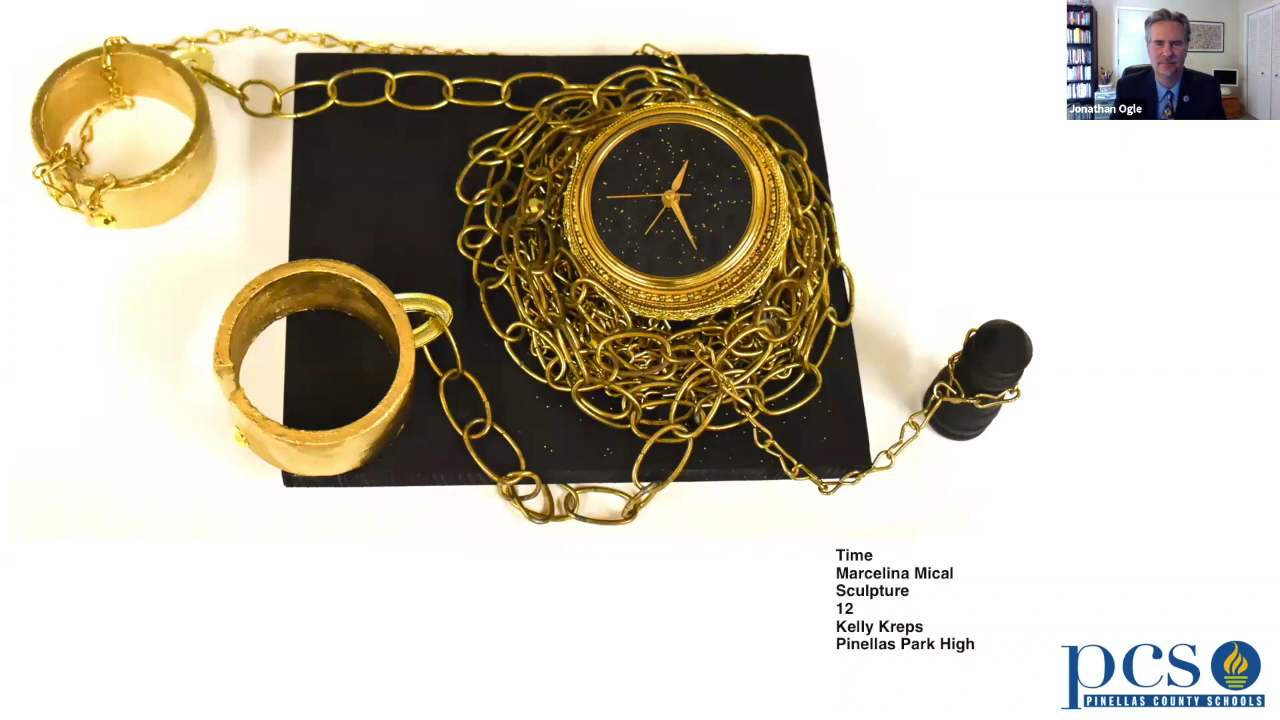 Jonathan Ogle
Time
Marcelina Mical
Sculpture
12
Kelly Kreps
Pinellas Park High
pcs
PINELLAS COUNTY SCHOOLS